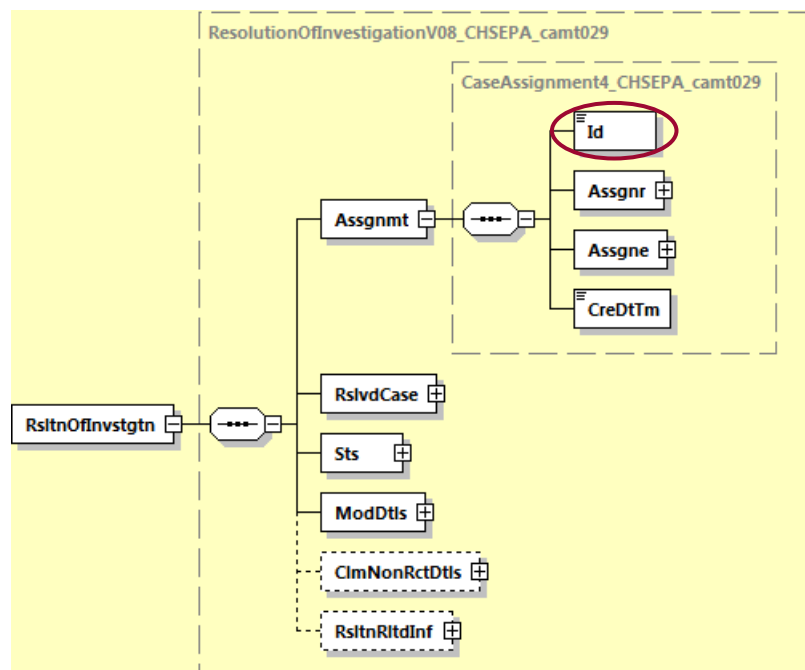 ResolutionOfInvestigationV08_CHSEPA_camt029
CaseAssignment4_CHSEPA_camt029
Id
Assgnr
Assgne
CreDtTm
Assgnmt
RslvdCase
Sts
ModDtls
ClmNonRctDtls
RsltnRltdInf
RsltnOfInvstgtn